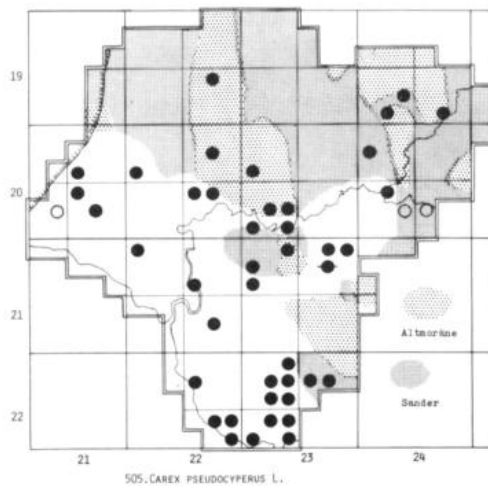 19
20
21
22
Altmoräne
Sander
21 22 23 24
505. CAREX PSEUDOCYPERUS L.